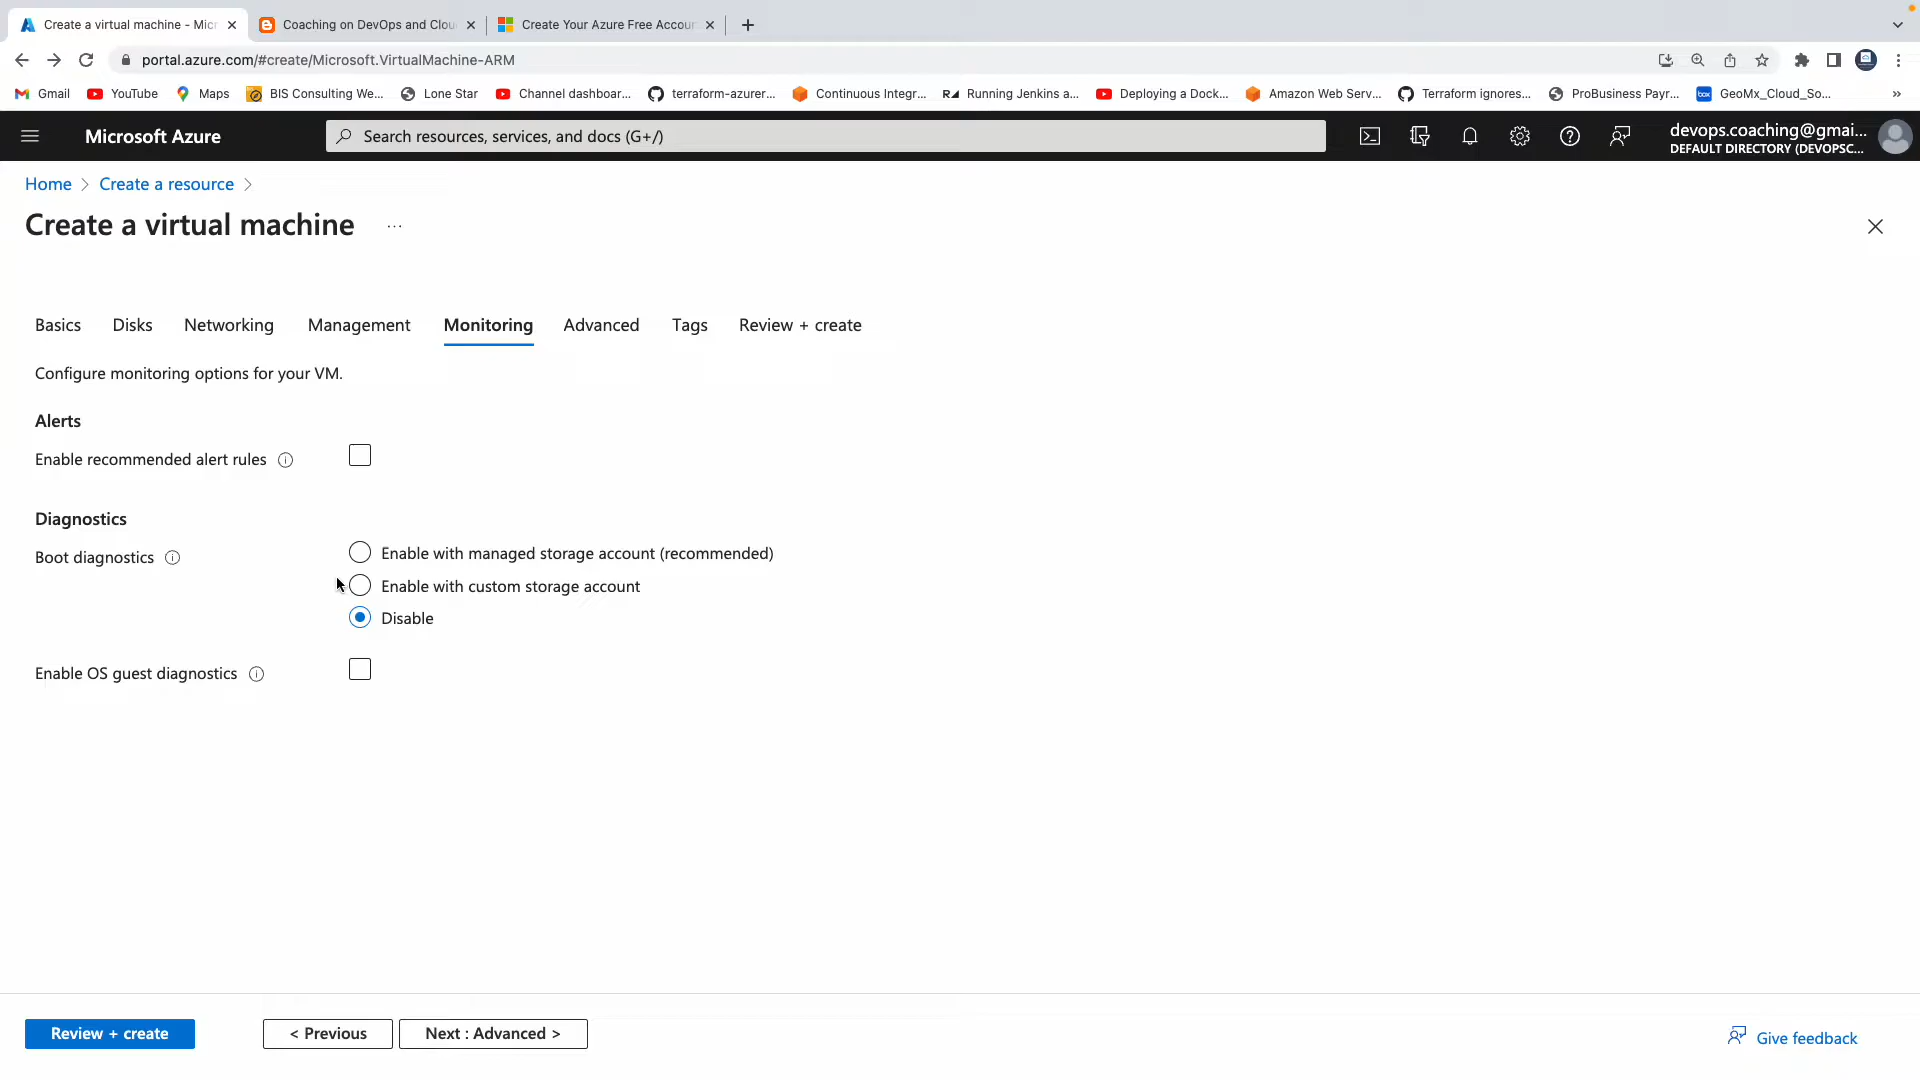 Create a virtual machine - Micr
Coaching on DevOps and Clou
Create Your Azure Free Accoun
portal.azure.com/#create/Microsoft.VirtualMachine-ARM
Gmail YouTube Maps BIS Consulting We... Lone Star Channel dashboar... terraform-azurer... Continuous Integr... Running Jenkins a... Deploying a Dock... Amazon Web Serv... Terraform ignores... ProBusiness Payr... GeoMx_Cloud_So... »
Microsoft Azure
Search resources, services, and docs (G+/)
devops.coaching@gmai...
DEFAULT DIRECTORY (DEVOPSC...
Home > Create a resource >
Create a virtual machine ...
Basics Disks Networking Management Monitoring Advanced Tags Review + create
Configure monitoring options for your VM.
Alerts
Enable recommended alert rules
Diagnostics
Boot diagnostics
Enable with managed storage account (recommended)
Enable with custom storage account
Disable
Enable OS guest diagnostics
Review + create
< Previous
Next : Advanced >
Give feedback